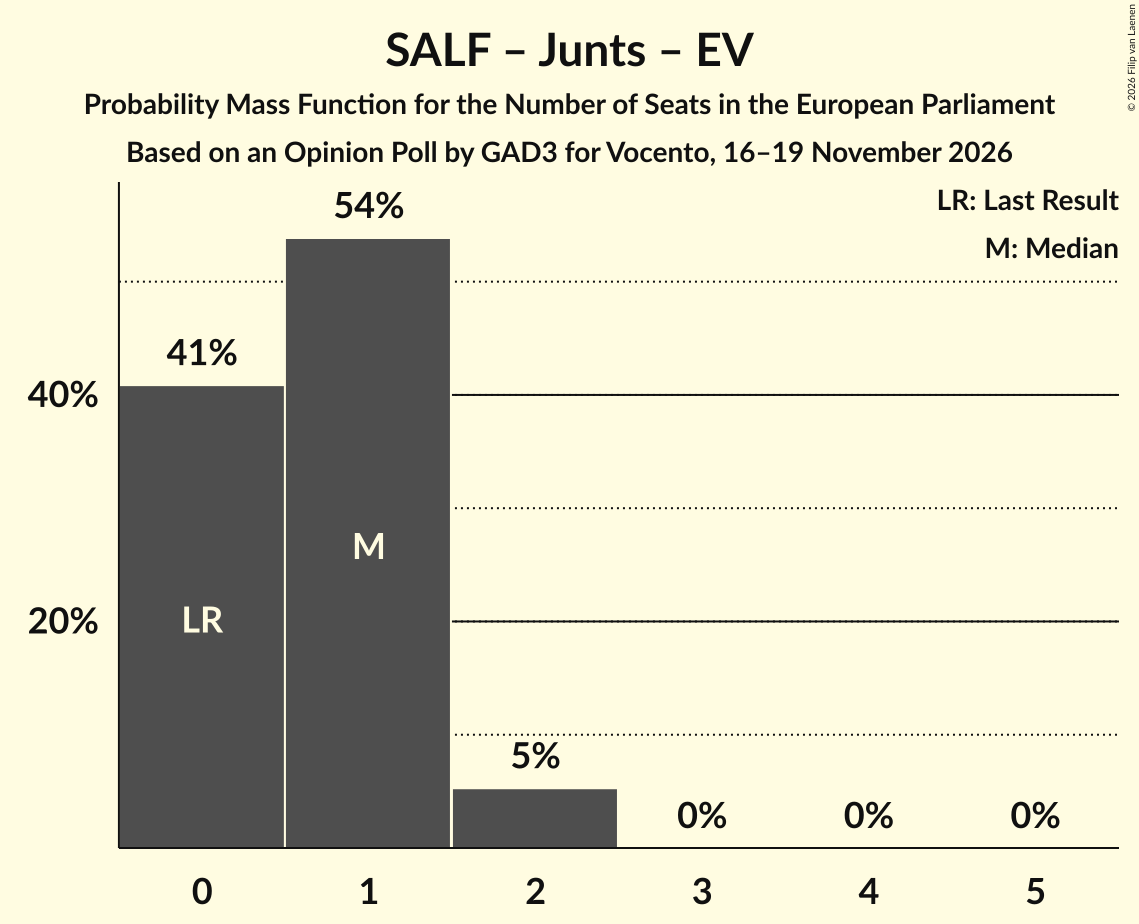 SALF – Junts – EV
Probability Mass Function for the Number of Seats in the European Parliament
Based on an Opinion Poll by GAD3 for Vocento, 16–19 November 2026
© 2026 Filip van Laenen
LR: Last Result
M: Median
54%
41%
5%
0%
0%
0%
40%
20%
M
LR
0
1
2
3
4
5